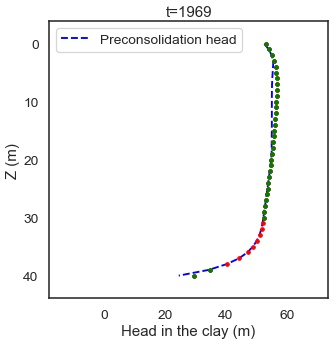 t=1969
Preconsolidation head
0
10
20
30
40
Z (m)
0 20 40 60
Head in the clay (m)